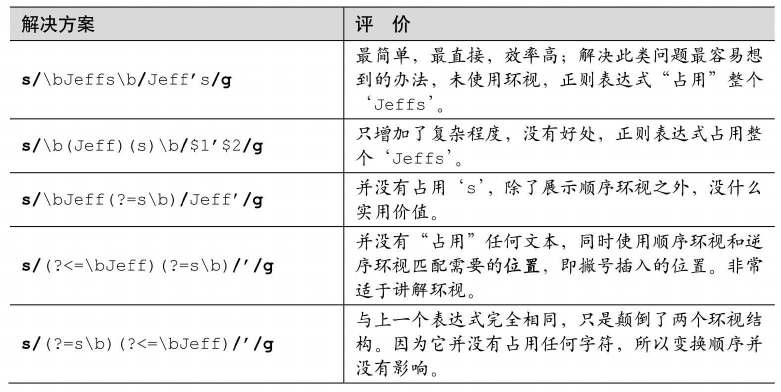 解决方案 评 价
s/\bJeffs\b/Jeff's/g
最简单，最直接，效率高；解决此类问题最容易想
到的办法，未使用环视，正则表达式“占用”整个
‘Jeffs’。
s/\b(Jeff)(s)\b/$1'$2/g
只增加了复杂程度，没有好处，正则表达式占用整
个‘Jeffs’。
s/\bJeff(?=s\b)/Jeff'/g
并没有占用‘s’，除了展示顺序环视之外，没什么
实用价值。
s/(?<=\bJeff)(?=s\b)/'/g
并没有“占用”任何文本，同时使用顺序环视和逆
序环视匹配需要的位置，即撇号插入的位置。非常
适于讲解环视。
s/(?=s\b)(?<=\bJeff)/'/g
与上一个表达式完全相同，只是颠倒了两个环视结
构。因为它并没有占用任何字符，所以变换顺序并
没有影响。